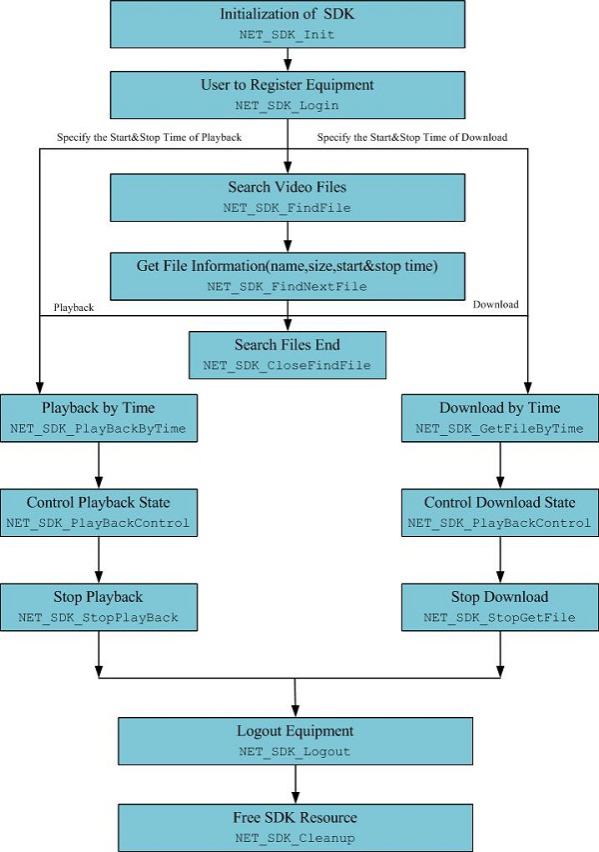 Initialization of SDK
NET_SDK_Init
User to Register Equipment
NET_SDK_Login
Specify the Start&Stop Time of Playback
Specify the Start&Stop Time of Download
Search Video Files
NET_SDK_FindFile
Get File Information(name,size,start&stop time)
NET_SDK_FindNextFile
Playback
Download
Search Files End
NET_SDK_CloseFindFile
Playback by Time
NET_SDK_PlayBackByTime
Download by Time
NET_SDK_GetFileByTime
Control Playback State
NET_SDK_PlayBackControl
Control Download State
NET_SDK_PlayBackControl
Stop Playback
NET_SDK_StopPlayBack
Stop Download
NET_SDK_StopGetFile
Logout Equipment
NET_SDK_Logout
Free SDK Resource
NET_SDK_Cleanup